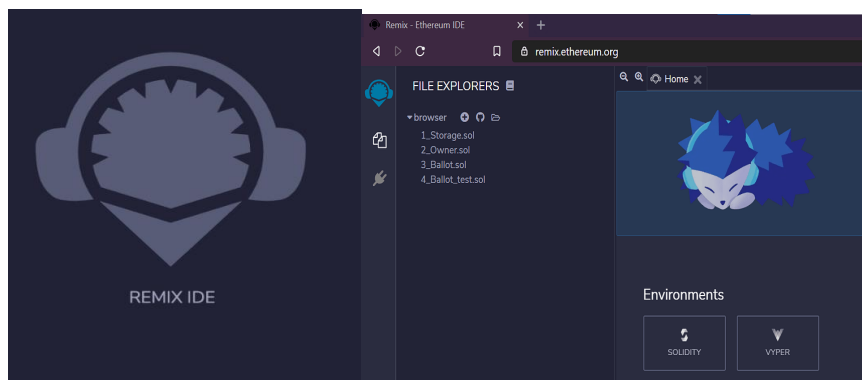 REMIX IDE
Remix - Ethereum IDE
remix.ethereum.org
FILE EXPLORERS
Home
browser
1_Storage.sol
2_Owner.sol
3_Ballot.sol
4_Ballot_test.sol
Environments
SOLIDITY
VYPER